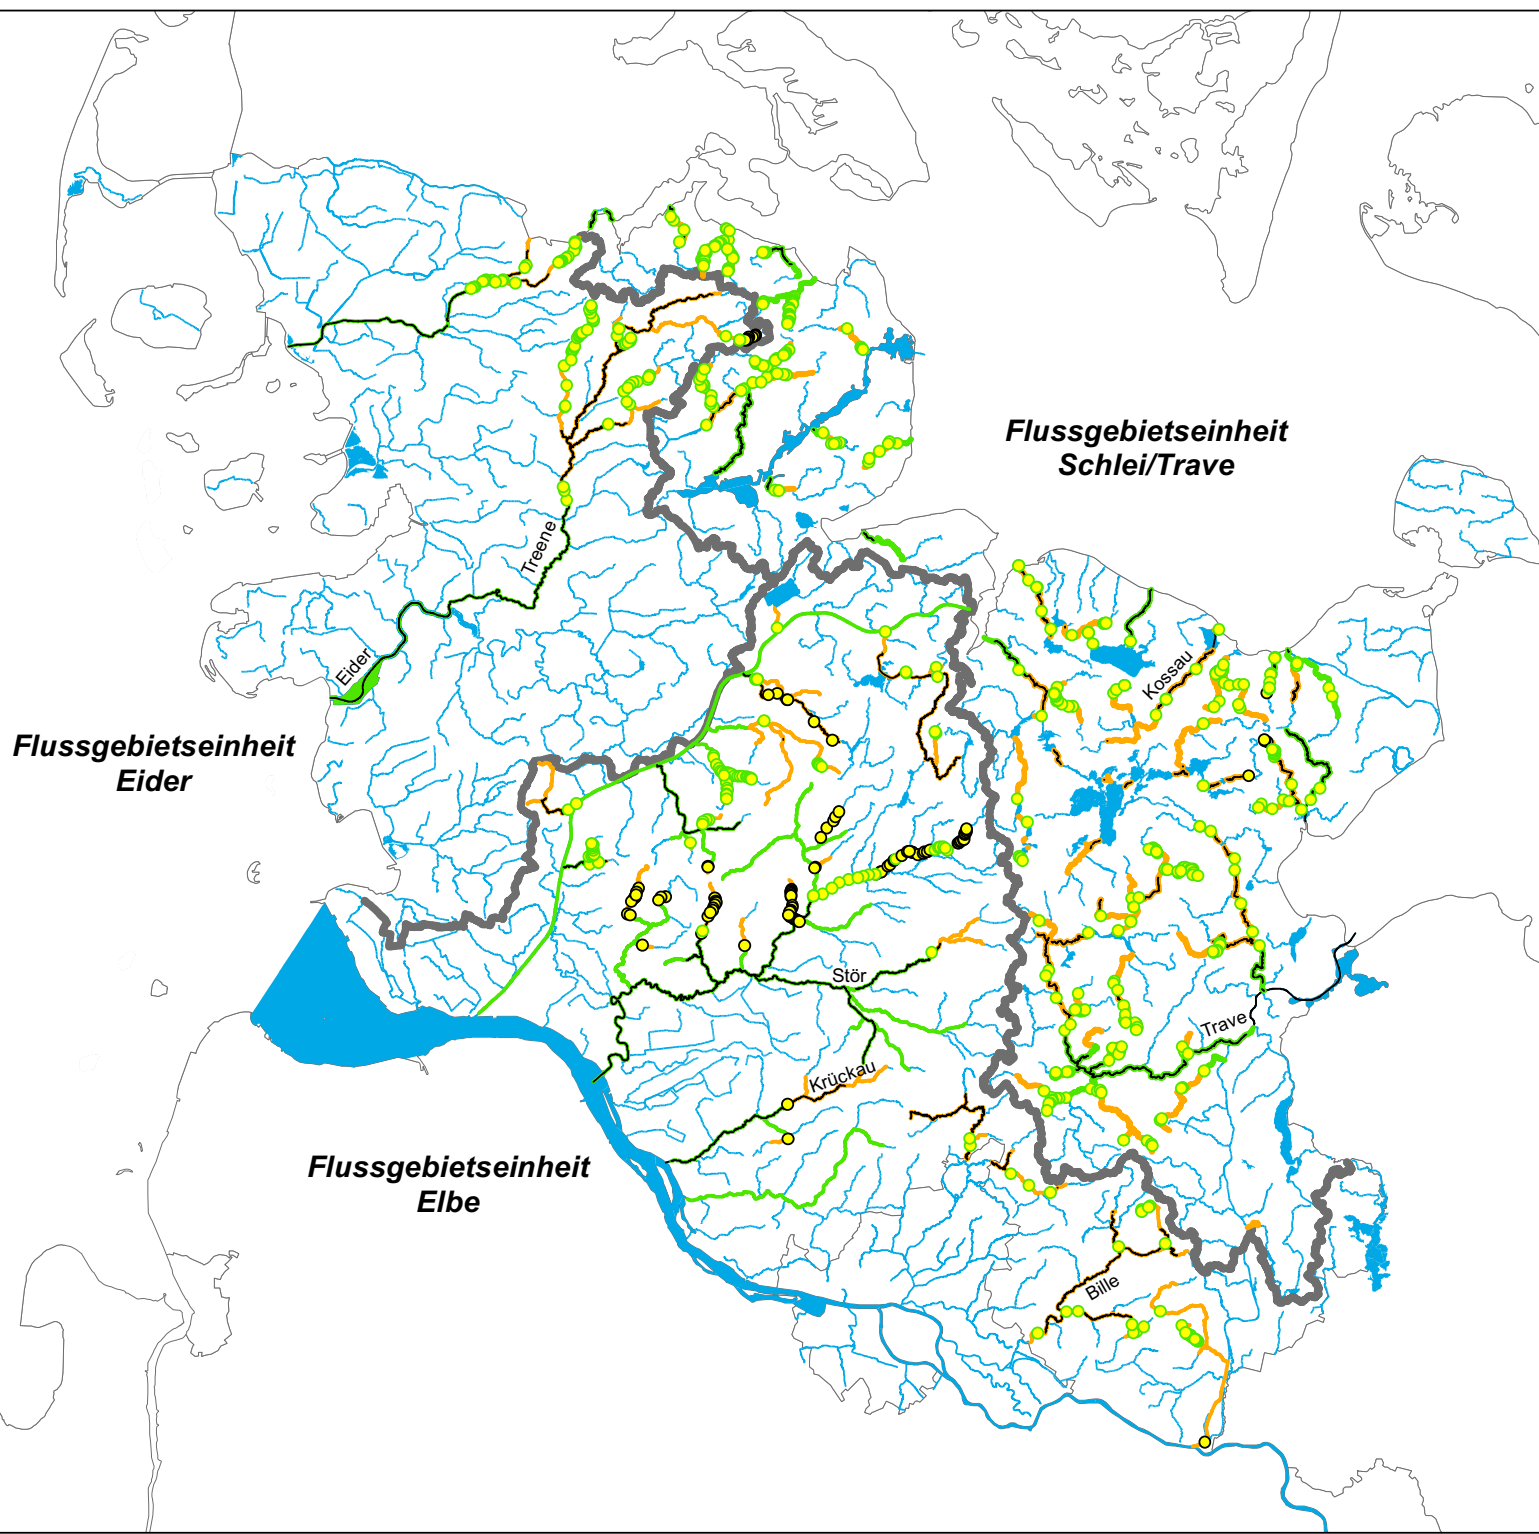 Flussgebietseinheit
Schlei/Trave
Treene
Eider
Kossau
Flussgebietseinheit
Eider
Stör
Trave
Krückau
Flussgebietseinheit
Elbe
Bille